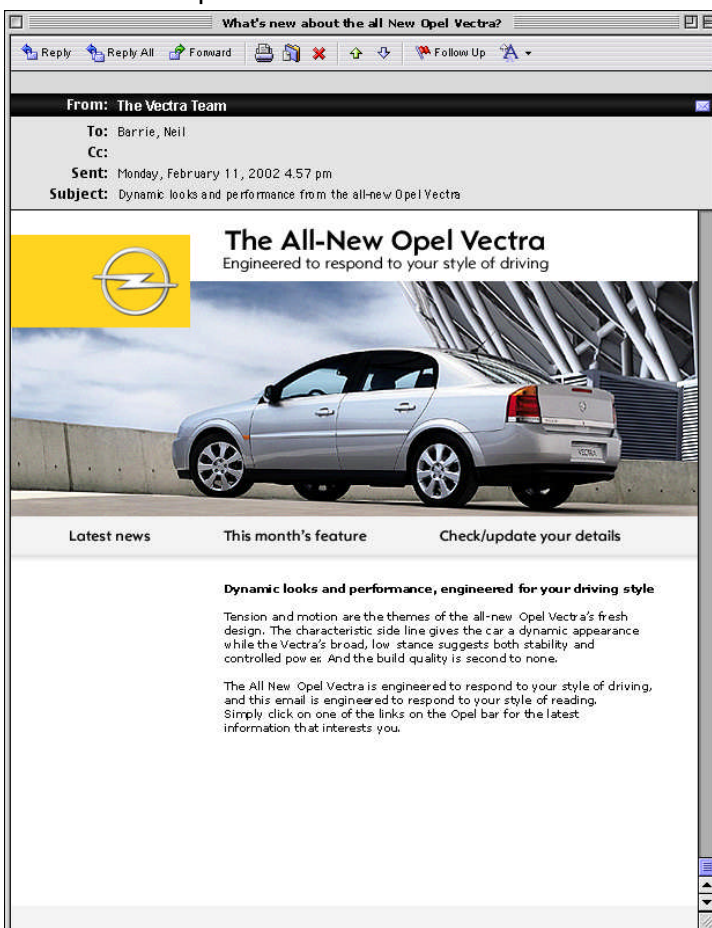 What's new about the all New Opel Vectra?
Reply Reply All Forward Follow Up
From: The Vectra Team
To: Barrie, Neil
Cc:
Sent: Monday, February 11, 2002 4.57 pm
Subject: Dynamic looks and performance from the all-new Opel Vectra
The All-New Opel Vectra
Engineered to respond to your style of driving
VECTRA
Latest news This month's feature Check/update your details
Dynamic looks and performance, engineered for your driving style
Tension and motion are the themes of the all-new Opel Vectra's fresh
design. The characteristic side line gives the car a dynamic appearance
while the Vectra's broad, low stance suggests both stability and
controlled power. And the build quality is second to none.
The All New Opel Vectra is engineered to respond to your style of driving,
and this email is engineered to respond to your style of reading.
Simply click on one of the links on the Opel bar for the latest
information that interests you.